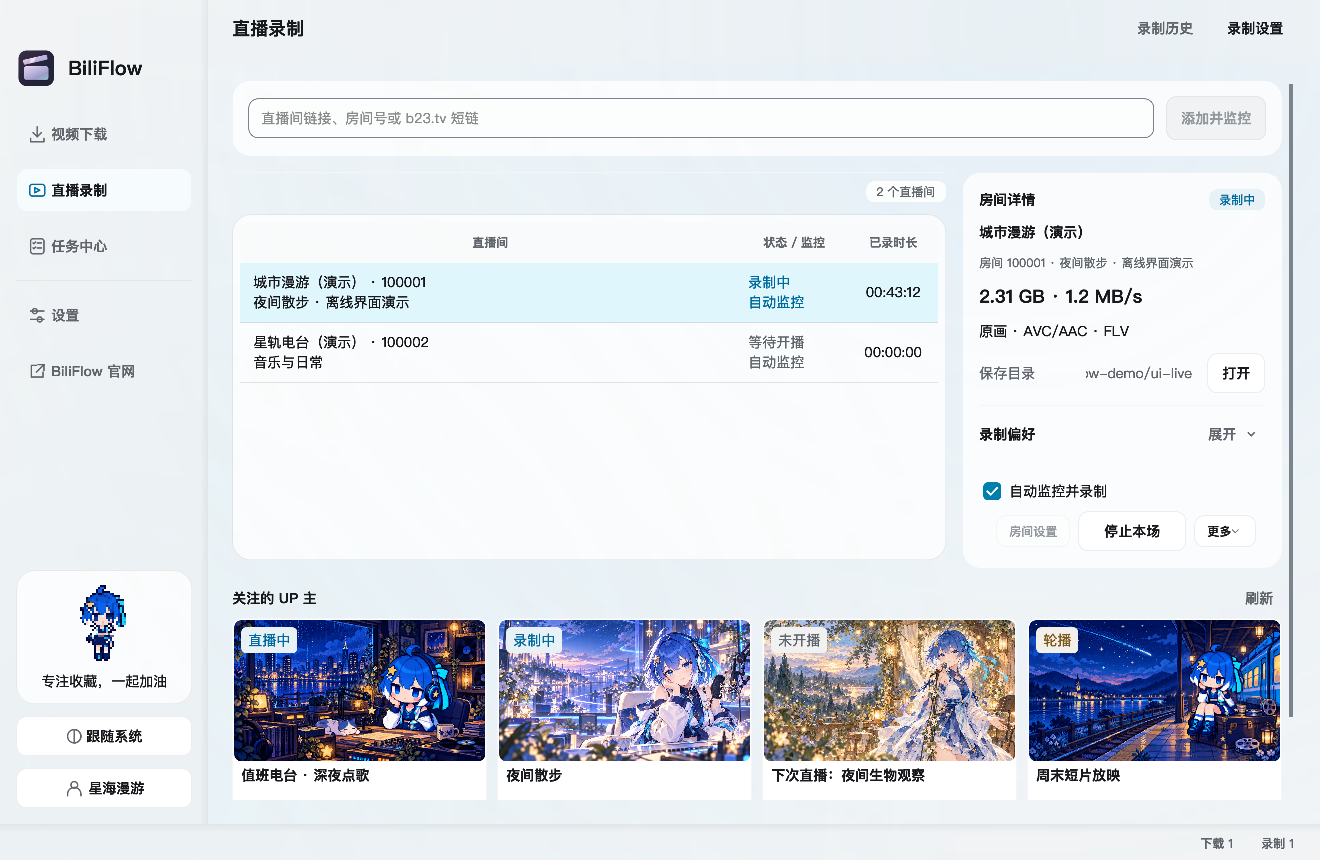 直播录制
录制历史
录制设置
BiliFlow
视频下载
直播录制
任务中心
设置
BiliFlow 官网
专注收藏，一起加油
跟随系统
星海漫游
直播间链接、房间号或 b23.tv 短链
添加并监控
2 个直播间
直播间
状态 / 监控
已录时长
城市漫游（演示） · 100001
夜间散步 · 离线界面演示
录制中
自动监控
00:43:12
星轨电台（演示） · 100002
音乐与日常
等待开播
自动监控
00:00:00
房间详情
录制中
城市漫游（演示）
房间 100001 · 夜间散步 · 离线界面演示
2.31 GB · 1.2 MB/s
原画 · AVC/AAC · FLV
保存目录
w-demo/ui-live
打开
录制偏好
展开
自动监控并录制
房间设置
停止本场
更多
关注的 UP 主
刷新
直播中
值班电台 · 深夜点歌
录制中
夜间散步
未开播
下次直播：夜间生物观察
轮播
周末短片放映
下载 1
录制 1